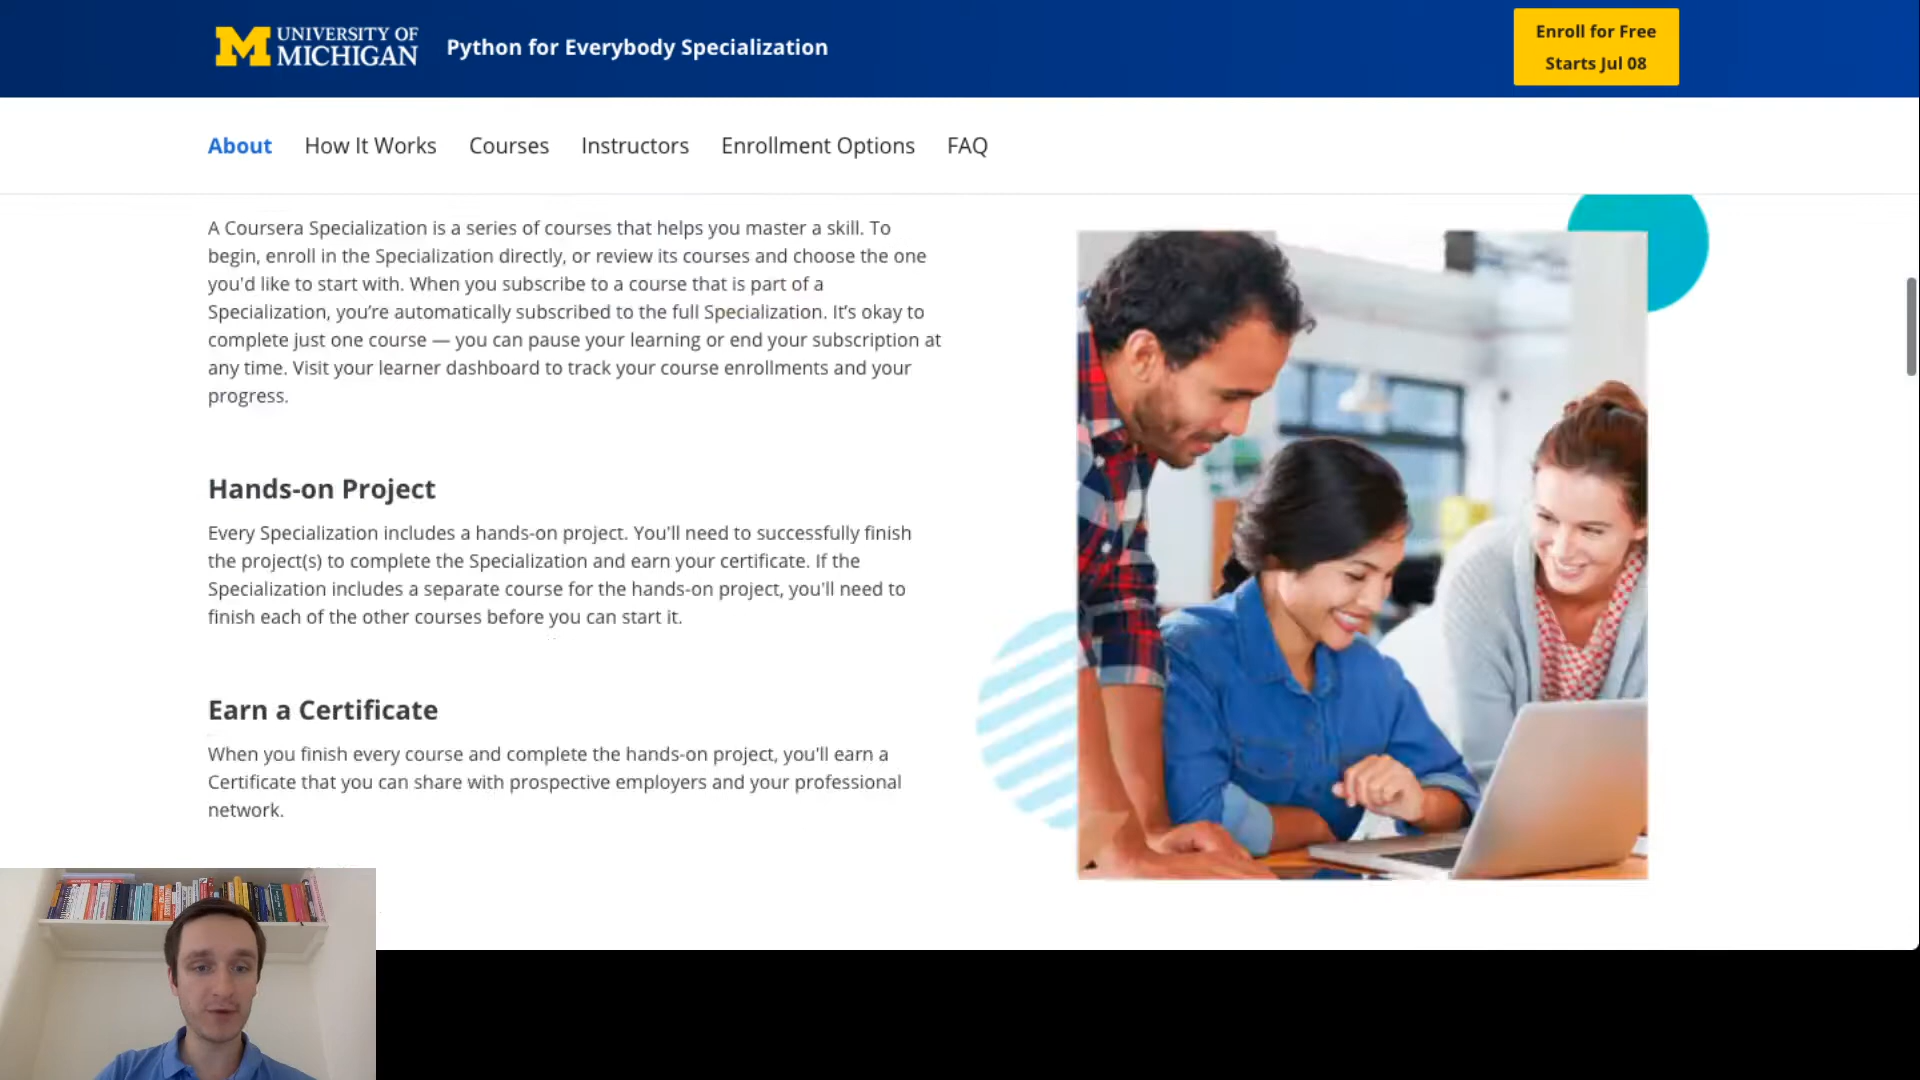 UNIVERSITY OF
MICHIGAN
Python for Everybody Specialization
Enroll for Free
Starts Jul 08
About How It Works Courses Instructors Enrollment Options FAQ
A Coursera Specialization is a series of courses that helps you master a skill. To
begin, enroll in the Specialization directly, or review its courses and choose the one
you'd like to start with. When you subscribe to a course that is part of a
Specialization, you’re automatically subscribed to the full Specialization. It’s okay to
complete just one course — you can pause your learning or end your subscription at
any time. Visit your learner dashboard to track your course enrollments and your
progress.
Hands-on Project
Every Specialization includes a hands-on project. You'll need to successfully finish
the project(s) to complete the Specialization and earn your certificate. If the
Specialization includes a separate course for the hands-on project, you'll need to
finish each of the other courses before you can start it.
Earn a Certificate
When you finish every course and complete the hands-on project, you'll earn a
Certificate that you can share with prospective employers and your professional
network.